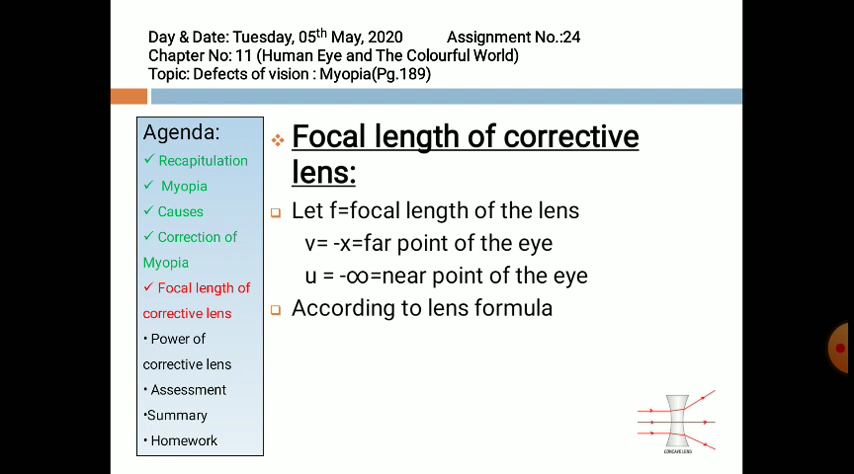 Day & Date: Tuesday, 05th May, 2020 Assignment No.:24
Chapter No: 11 (Human Eye and The Colourful World)
Topic: Defects of vision : Myopia(Pg.189)
Agenda:
✓ Recapitulation
✓ Myopia
✓ Causes
✓ Correction of
Myopia
✓ Focal length of
corrective lens
• Power of
corrective lens
• Assessment
•Summary
• Homework
❖ Focal length of corrective
lens:
❑ Let f=focal length of the lens
v= -x=far point of the eye
u = -∞=near point of the eye
❑ According to lens formula
CONCAVE LENS